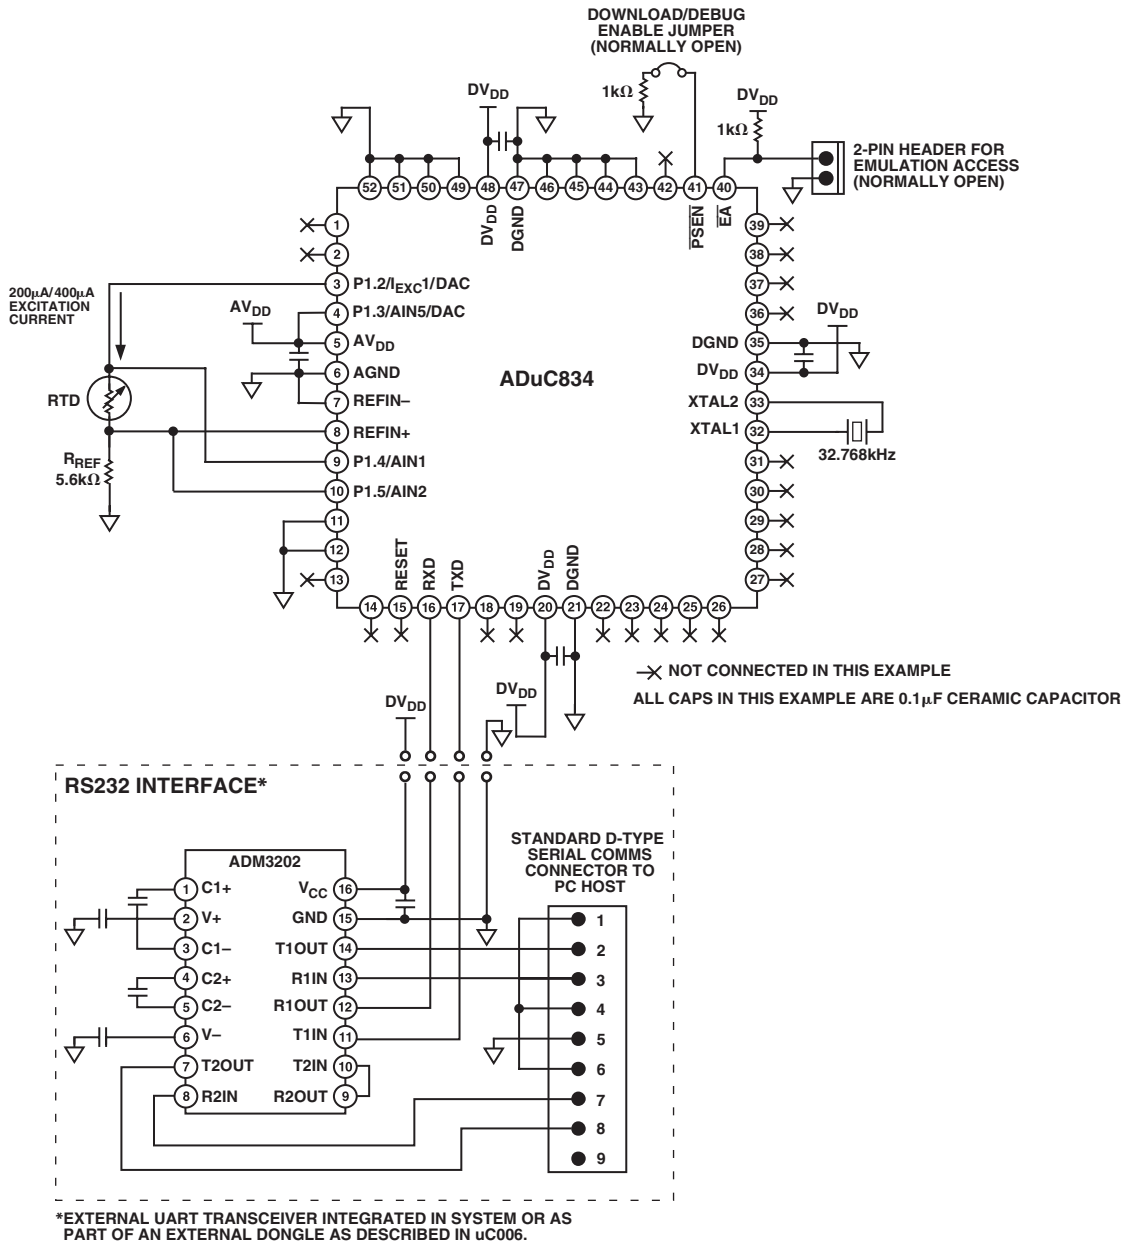 DOWNLOAD/DEBUG
ENABLE JUMPER
(NORMALLY OPEN)
DVDD
1kΩ
DVDD
1kΩ
2-PIN HEADER FOR
EMULATION ACCESS
(NORMALLY OPEN)
52 51 50 49 48 47 46 45 44 43 42 41 40
DVDD
DGND
PSEN
EA
1
2
3 P1.2/IEXC1/DAC
4 P1.3/AIN5/DAC
5 AVDD
6 AGND
7 REFIN–
8 REFIN+
9 P1.4/AIN1
10 P1.5/AIN2
11
12
13
200μA/400μA
EXCITATION
CURRENT
AVDD
RTD
RREF
5.6kΩ
ADuC834
39
38
37
36
DVDD
DGND 35
DVDD 34
XTAL2 33
XTAL1 32
32.768kHz
31
30
29
28
27
RESET
RXD
TXD
DVDD
DGND
14 15 16 17 18 19 20 21 22 23 24 25 26
NOT CONNECTED IN THIS EXAMPLE
ALL CAPS IN THIS EXAMPLE ARE 0.1μF CERAMIC CAPACITOR
DVDD
DVDD
RS232 INTERFACE*
ADM3202
1 C1+
2 V+
3 C1–
4 C2+
5 C2–
6 V–
7 T2OUT
8 R2IN
VCC 16
GND 15
T1OUT 14
R1IN 13
R1OUT 12
T1IN 11
T2IN 10
R2OUT 9
STANDARD D-TYPE
SERIAL COMMS
CONNECTOR TO
PC HOST
1
2
3
4
5
6
7
8
9
*EXTERNAL UART TRANSCEIVER INTEGRATED IN SYSTEM OR AS
PART OF AN EXTERNAL DONGLE AS DESCRIBED IN uC006.